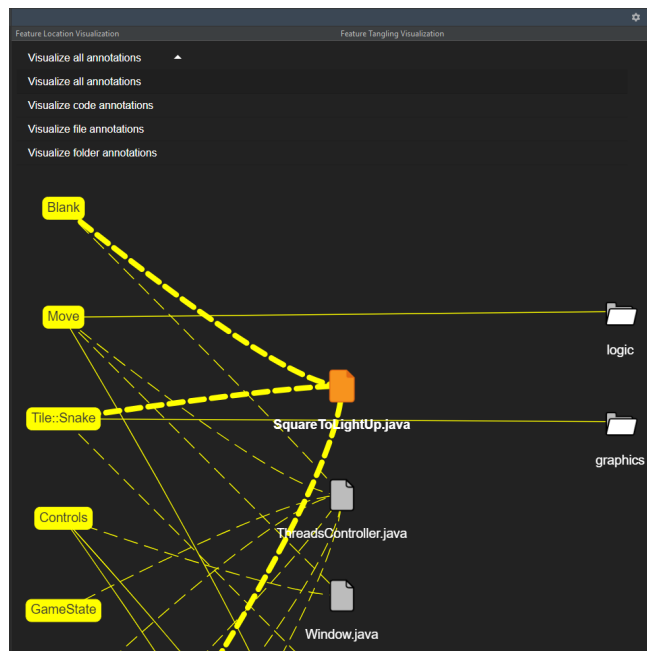 Feature Location Visualization
Feature Tangling Visualization
Visualize all annotations
Visualize all annotations
Visualize code annotations
Visualize file annotations
Visualize folder annotations
Blank
Move
logic
Tile::Snake
SquareToLightUp.java
graphics
Controls
ThreadsController.java
GameState
Window.java